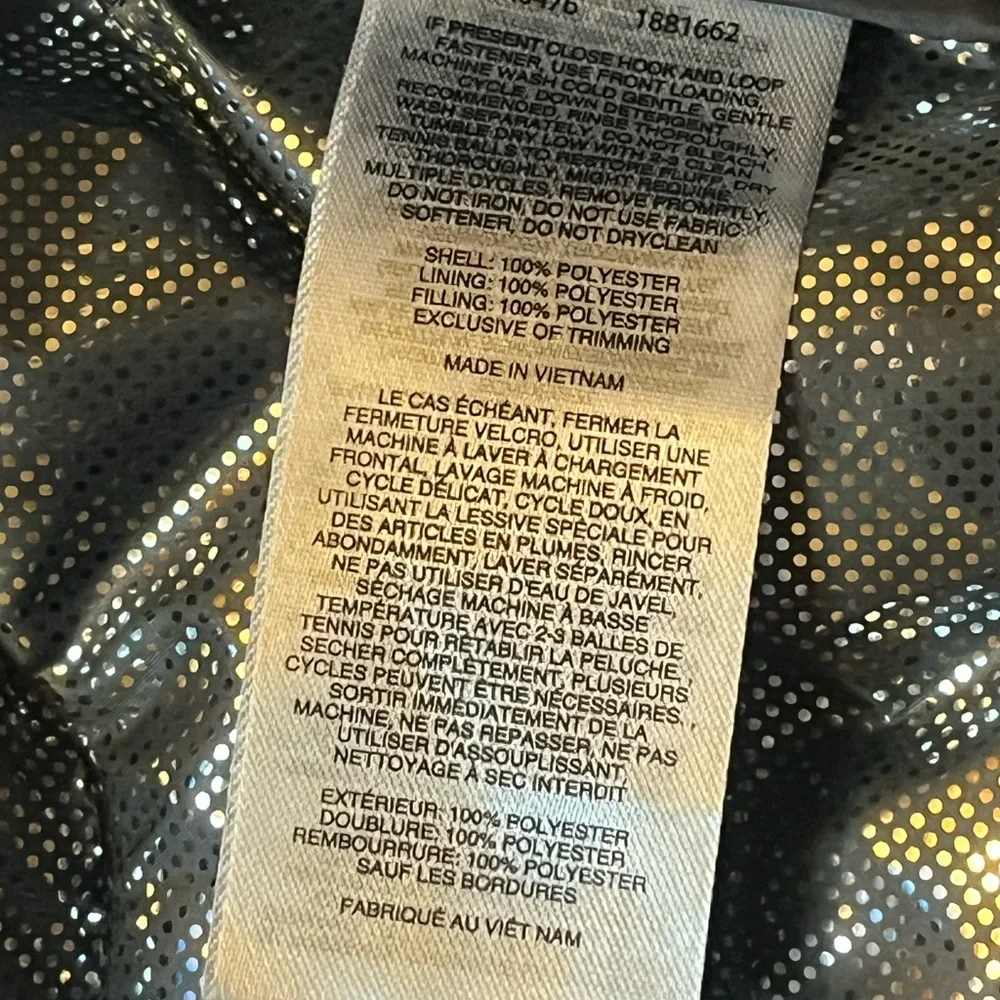 1881662
IF PRESENT CLOSE HOOK AND LOOP
FASTENER, USE FRONT LOADING,
MACHINE WASH COLD GENTLE, GENTLE
CYCLE, DOWN DETERGENT
RECOMMENDED, RINSE THOROUGHLY,
WASH SEPARATELY, DO NOT BLEACH,
TUMBLE DRY LOW WITH 2-3 CLEAN
TENNIS BALLS TO RESTORE FLUFF, DRY
THOROUGHLY, MIGHT REQUIRE
MULTIPLE CYCLES, REMOVE PROMPTLY,
DO NOT IRON, DO NOT USE FABRIC
SOFTENER, DO NOT DRYCLEAN
SHELL: 100% POLYESTER
LINING: 100% POLYESTER
FILLING: 100% POLYESTER
EXCLUSIVE OF TRIMMING
MADE IN VIETNAM
LE CAS ÉCHÉANT, FERMER LA
FERMETURE VELCRO, UTILISER UNE
MACHINE À LAVER À CHARGEMENT
FRONTAL, LAVAGE MACHINE À FROID,
CYCLE DÉLICAT, CYCLE DOUX, EN
UTILISANT LA LESSIVE SPÉCIALE POUR
DES ARTICLES EN PLUMES, RINCER
ABONDAMMENT, LAVER SÉPARÉMENT,
NE PAS UTILISER D'EAU DE JAVEL,
SÉCHAGE MACHINE À BASSE
TEMPÉRATURE AVEC 2-3 BALLES DE
TENNIS POUR RÉTABLIR LA PELUCHE,
SÉCHER COMPLÈTEMENT, PLUSIEURS
CYCLES PEUVENT ÊTRE NÉCESSAIRES, ,
SORTIR IMMÉDIATEMENT DE LA
MACHINE, NE PAS REPASSER, NE PAS
UTILISER D'ASSOUPLISSANT,
NETTOYAGE À SEC INTERDIT
EXTÉRIEUR: 100% POLYESTER
DOUBLURE: 100% POLYESTER
REMBOURRURE: 100% POLYESTER
SAUF LES BORDURES
FABRIQUÉ AU VIÊT NAM